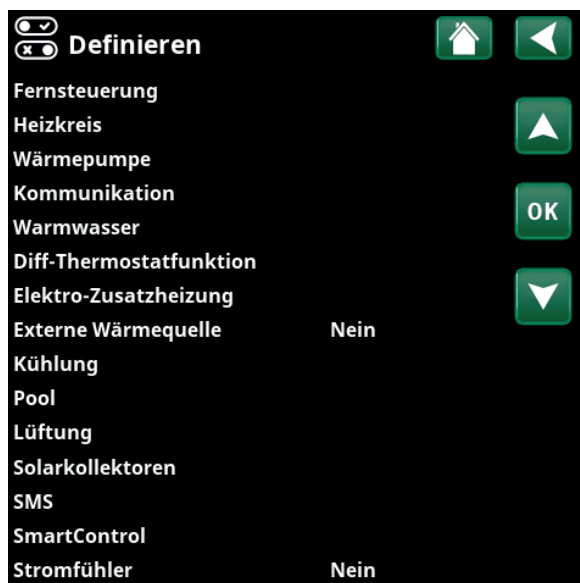 Definieren
Fernsteuerung
Heizkreis
Wärmepumpe
Kommunikation
Warmwasser
OK
Diff-Thermostatfunktion
Elektro-Zusatzheizung
Externe Wärmequelle Nein
Kühlung
Pool
Lüftung
Solarkollektoren
SMS
SmartControl
Stromfühler Nein